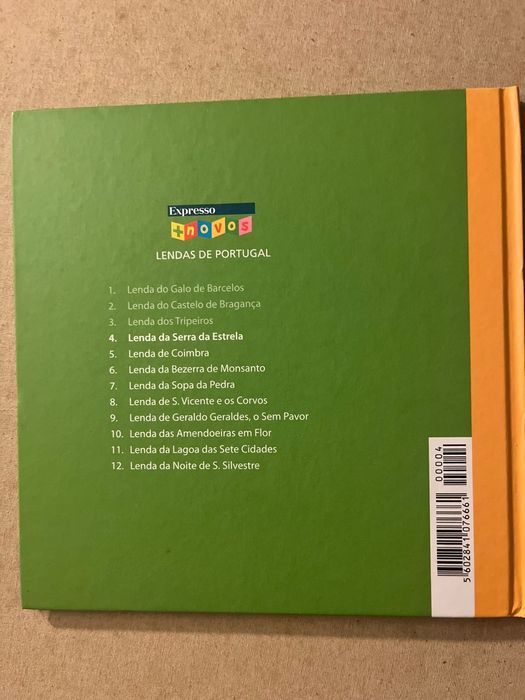 Expresso
+novos
LENDAS DE PORTUGAL
1. Lenda do Galo de Barcelos
2. Lenda do Castelo de Bragança
3. Lenda dos Tripeiros
4. Lenda da Serra da Estrela
5. Lenda de Coimbra
6. Lenda da Bezerra de Monsanto
7. Lenda da Sopa da Pedra
8. Lenda de S. Vicente e os Corvos
9. Lenda de Geraldo Geraldes, o Sem Pavor
10. Lenda das Amendoeiras em Flor
11. Lenda da Lagoa das Sete Cidades
12. Lenda da Noite de S. Silvestre
00004
5602841076661